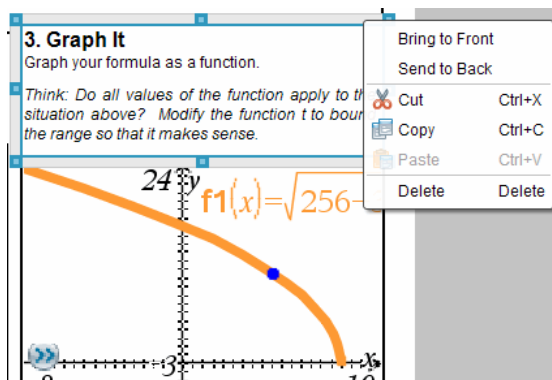 3. Graph It
Graph your formula as a function.
Think: Do all values of the function apply to
situation above? Modify the function t to
the range so that it makes sense.
Bring to Front
Send to Back
Cut Ctrl+X
Copy Ctrl+C
Paste Ctrl+V
Delete Delete
24 y
f1(x)=√256-
-3
x
10